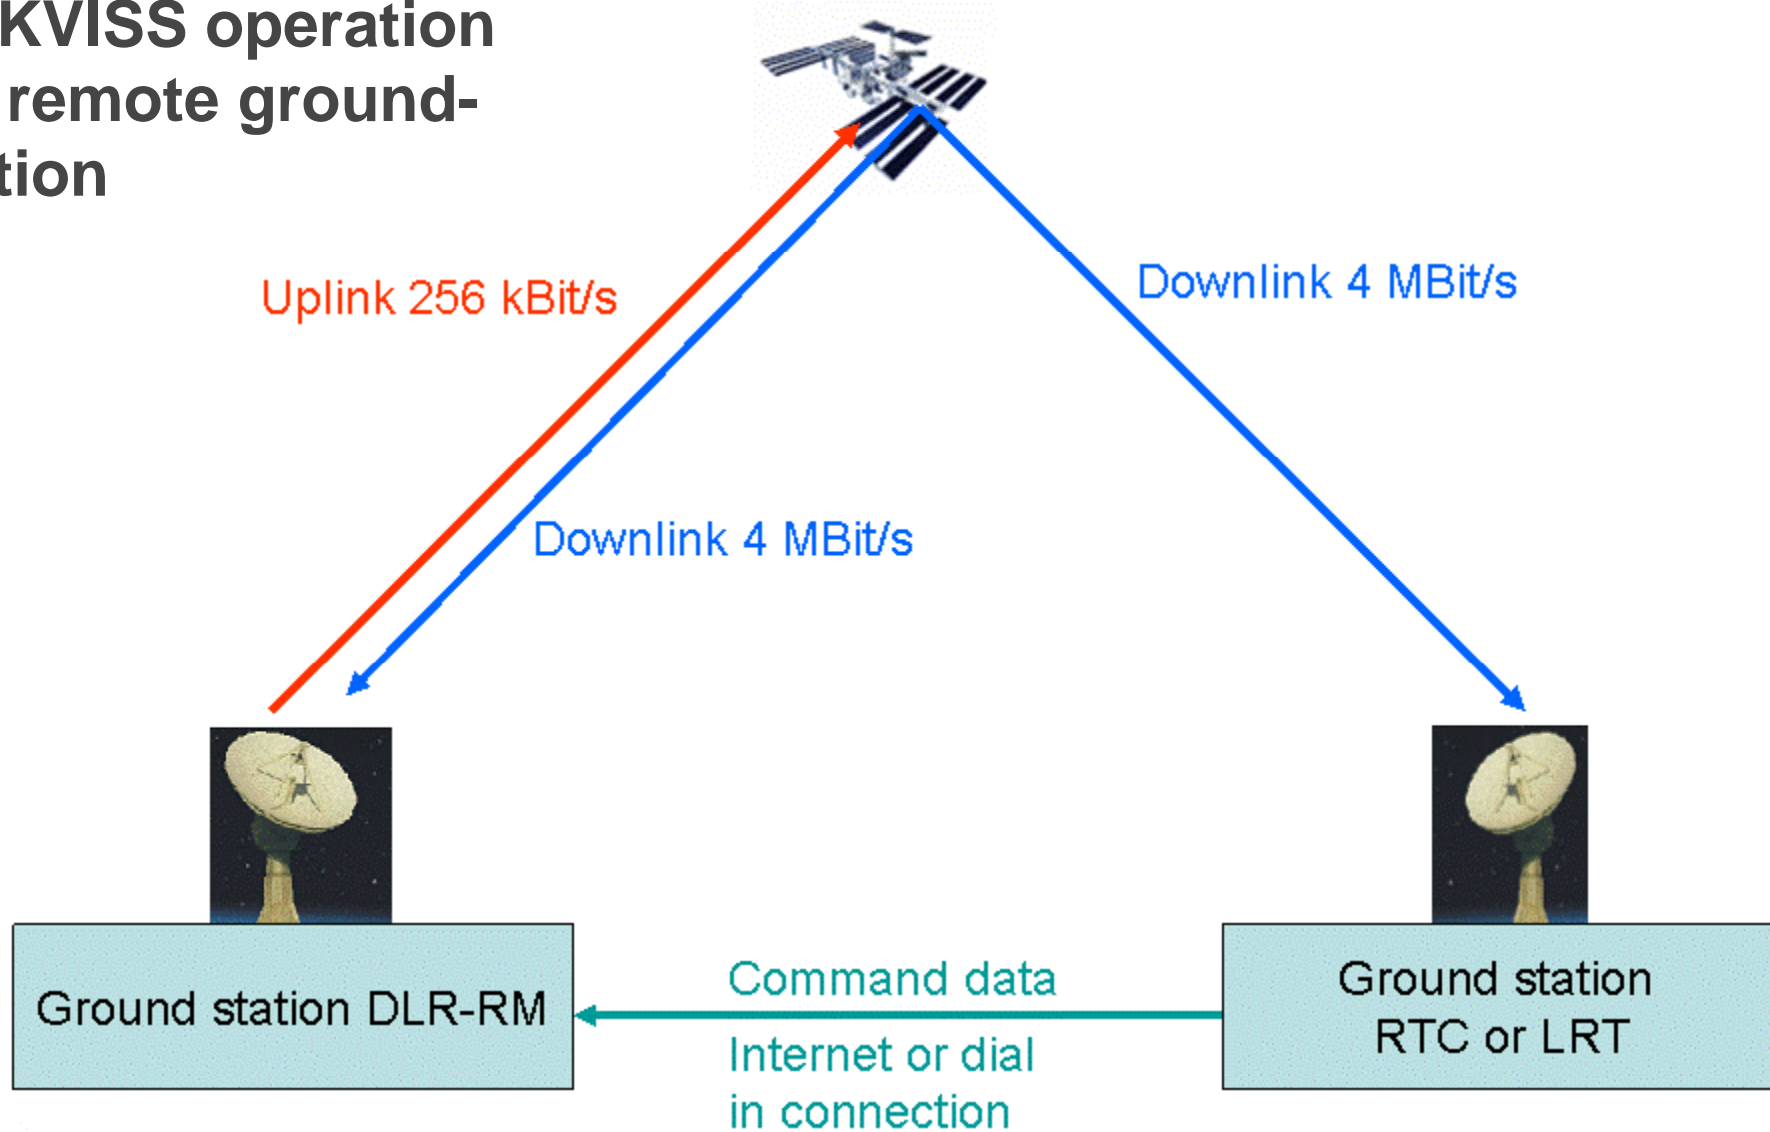 KVISS operation
remote ground-
tion
Uplink 256 kBit/s
Downlink 4 MBit/s
Downlink 4 MBit/s
Ground station DLR-RM
Command data
Internet or dial
in connection
Ground station
RTC or LRT